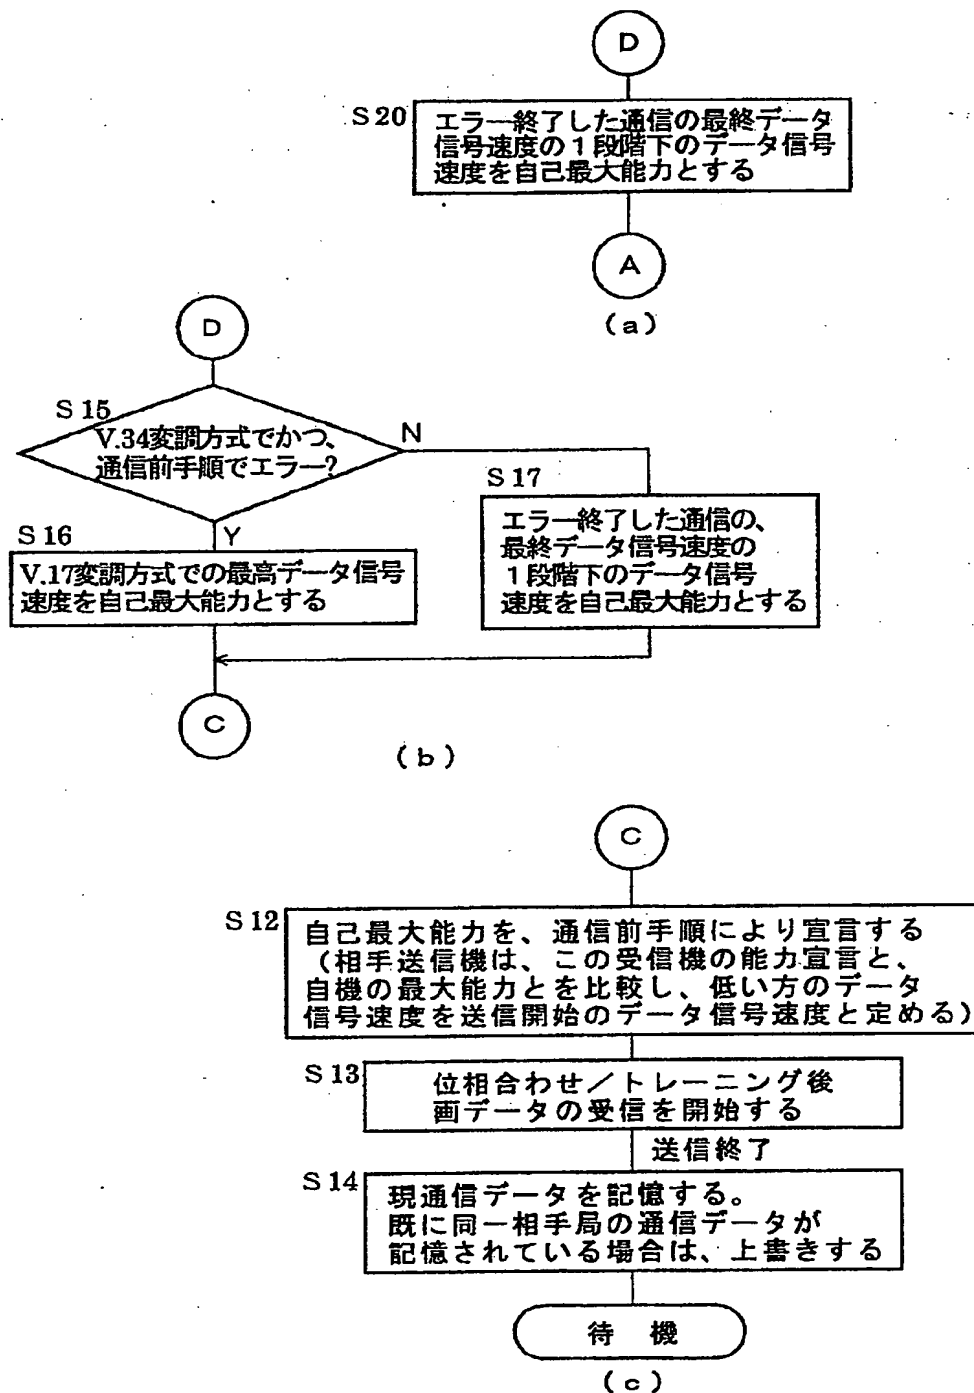 D
S20
エラー終了した通信の最終データ
信号速度の1段階下のデータ信号
速度を自己最大能力とする
A
(a)
D
S15
V.34変調方式でかつ、
通信前手順でエラー?
N
Y
S16
V.17変調方式での最高データ信号
速度を自己最大能力とする
S17
エラー終了した通信の、
最終データ信号速度の
1段階下のデータ信号
速度を自己最大能力とする
C
(b)
C
S12
自己最大能力を、通信前手順により宣言する
(相手送信機は、この受信機の能力宣言と、
自機の最大能力とを比較し、低い方のデータ
信号速度を送信開始のデータ信号速度と定める)
S13
位相合わせ/トレーニング後
画データの受信を開始する
送信終了
S14
現通信データを記憶する。
既に同一相手局の通信データが
記憶されている場合は、上書きする
待 機
(c)